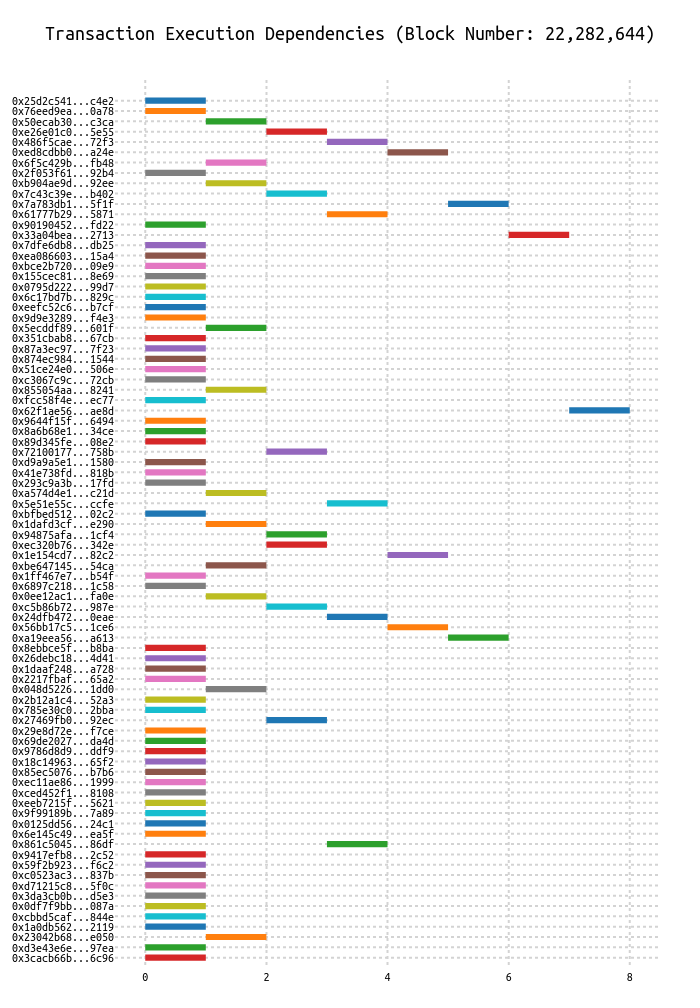 Transaction Execution Dependencies (Block Number: 22,282,644)
0x25d2c541...c4e2
0x76eed9ea...0a78
0x50ecab30...c3ca
0xe26e01c0...5e55
0x486f5cae...72f3
0xed8cdbb0...a24e
0x6f5c429b...fb48
0x2f053f61...92b4
0xb904ae9d...92ee
0x7c43c39e...b402
0x7a783db1...5f1f
0x61777b29...5871
0x90190452...fd22
0x33a04bea...2713
0x7dfe6db8...db25
0xea086603...15a4
0xbce2b720...09e9
0x155cec81...8e69
0x0795d222...99d7
0x6c17bd7b...829c
0xeefc52c6...b7cf
0x9d9e3289...f4e3
0x5ecddf89...601f
0x351cbab8...67cb
0x87a3ec97...7f23
0x874ec984...1544
0x51ce24e0...506e
0xc3067c9c...72cb
0x855054aa...8241
0xfcc58f4e...ec77
0x62f1ae56...ae8d
0x9644f15f...6494
0x8a6b68e1...34ce
0x89d345fe...08e2
0x72100177...758b
0xd9a9a5e1...1580
0x41e738fd...818b
0x293c9a3b...17fd
0xa574d4e1...c21d
0x5e51e55c...ccfe
0xbfbed512...02c2
0x1dafd3cf...e290
0x94875afa...1cf4
0xec320b76...342e
0x1e154cd7...82c2
0xbe647145...54ca
0x1ff467e7...b54f
0x6897c218...1c58
0x0ee12ac1...fa0e
0xc5b86b72...987e
0x24dfb472...0eae
0x56bb17c5...1ce6
0xa19eea56...a613
0x8ebbce5f...b8ba
0x26debc18...4d41
0x1daaf248...a728
0x2217fbaf...65a2
0x048d5226...1dd0
0x2b12a1c4...52a3
0x785e30c0...2bba
0x27469fb0...92ec
0x29e8d72e...f7ce
0x69de2027...da4d
0x9786d8d9...ddf9
0x18c14963...65f2
0x85ec5076...b7b6
0xec11ae86...1999
0xced452f1...8108
0xeeb7215f...5621
0x9f99189b...7a89
0x0125dd56...24c1
0x6e145c49...ea5f
0x861c5045...86df
0x9417efb8...2c52
0x59f2b923...f6c2
0xc0523ac3...837b
0xd71215c8...5f0c
0x3da3cb0b...d5e3
0x0df7f9bb...087a
0xcbbd5caf...844e
0x1a0db562...2119
0x23042b68...e050
0xd3e43e6e...97ea
0x3cacb66b...6c96
0 2 4 6 8